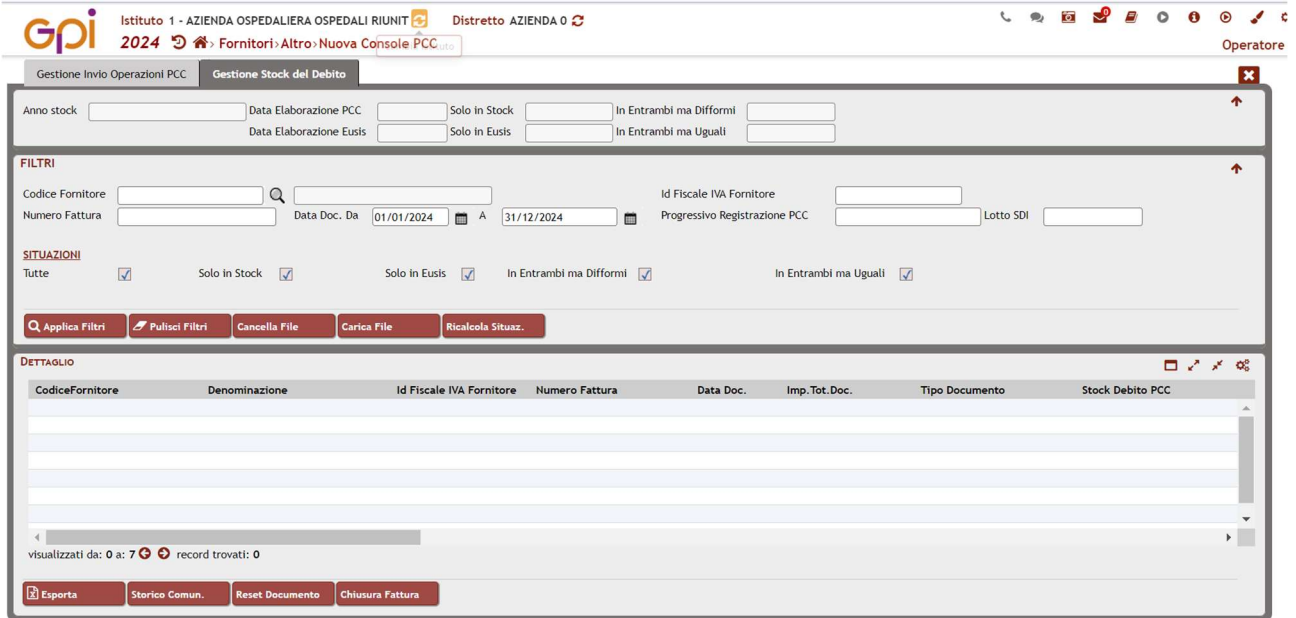 gpi
Istituto 1 - AZIENDA OSPEDALIERA OSPEDALI RIUNIT Distretto AZIENDA 0
0
2024 › Fornitori›Altro›Nuova Console PCC
Operatore
Gestione Invio Operazioni PCC Gestione Stock del Debito
Anno stock Data Elaborazione PCC Solo in Stock In Entrambi ma Difformi
Data Elaborazione Eusis Solo in Eusis In Entrambi ma Uguali
FILTRI
Codice Fornitore Id Fiscale IVA Fornitore
Numero Fattura Data Doc. Da 01/01/2024 A 31/12/2024 Progressivo Registrazione PCC Lotto SDI
SITUAZIONI
Tutte Solo in Stock Solo in Eusis In Entrambi ma Difformi In Entrambi ma Uguali
Applica Filtri Pulisci Filtri Cancella File Carica File Ricalcola Situaz.
DETTAGLIO
CodiceFornitore Denominazione Id Fiscale IVA Fornitore Numero Fattura Data Doc. Imp.Tot.Doc. Tipo Documento Stock Debito PCC
visualizzati da: 0 a: 7 record trovati: 0
Esporta Storico Comun. Reset Documento Chiusura Fattura